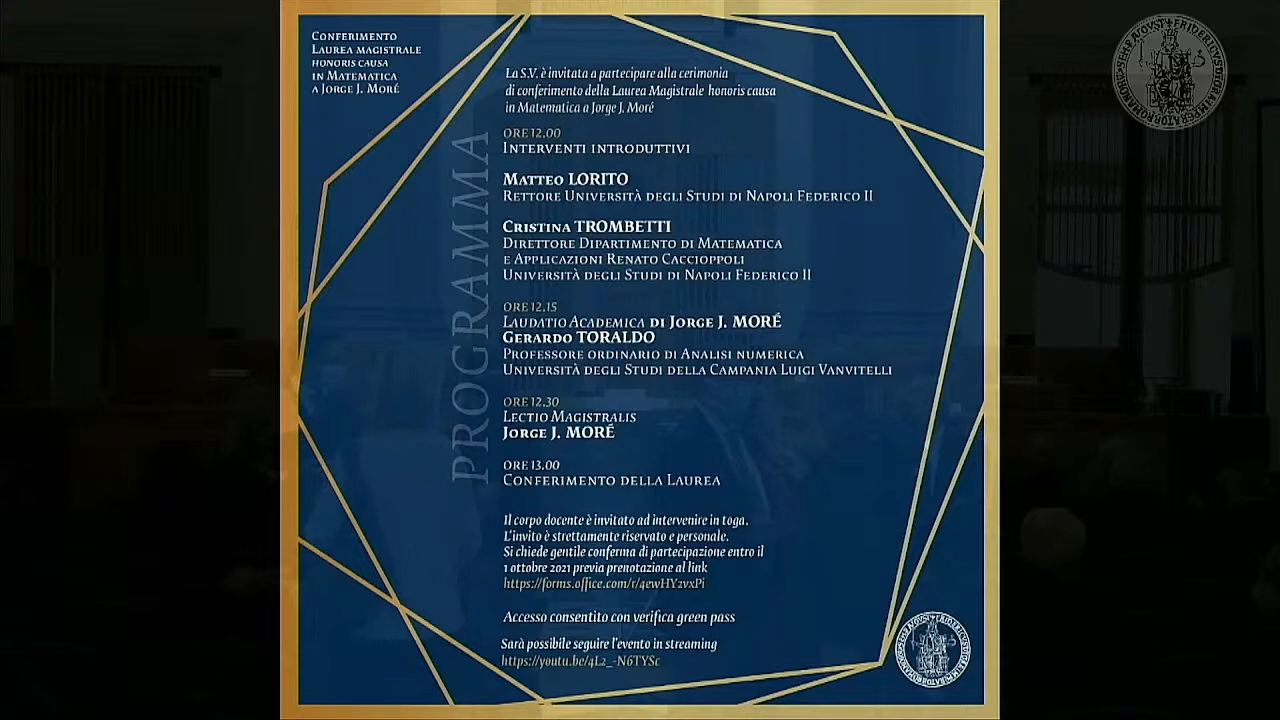 Conferimento
Laurea magistrale
honoris causa
in Matematica
a Jorge J. Moré
La S.V. è invitata a partecipare alla cerimonia
di conferimento della Laurea Magistrale honoris causa
in Matematica a Jorge J. Moré
PROGRAMMA
ore 12.00
Interventi introduttivi
Matteo LORITO
Rettore Università degli Studi di Napoli Federico II
Cristina TROMBETTI
Direttore Dipartimento di Matematica
e Applicazioni Renato Caccioppoli
Università degli Studi di Napoli Federico II
ore 12.15
Laudatio Academica di Jorge J. MORÉ
Gerardo TORALDO
Professore ordinario di Analisi numerica
Università degli Studi della Campania Luigi Vanvitelli
ore 12.30
Lectio Magistralis
Jorge J. MORÉ
ore 13.00
Conferimento della Laurea
Il corpo docente è invitato ad intervenire in toga.
L'invito è strettamente riservato e personale.
Si chiede gentile conferma di partecipazione entro il
1 ottobre 2021 previa prenotazione al link
https://forms.office.com/r/4ewHY2vxPi
Accesso consentito con verifica green pass
Sarà possibile seguire l'evento in streaming
https://youtu.be/4L2_-N6TYSc